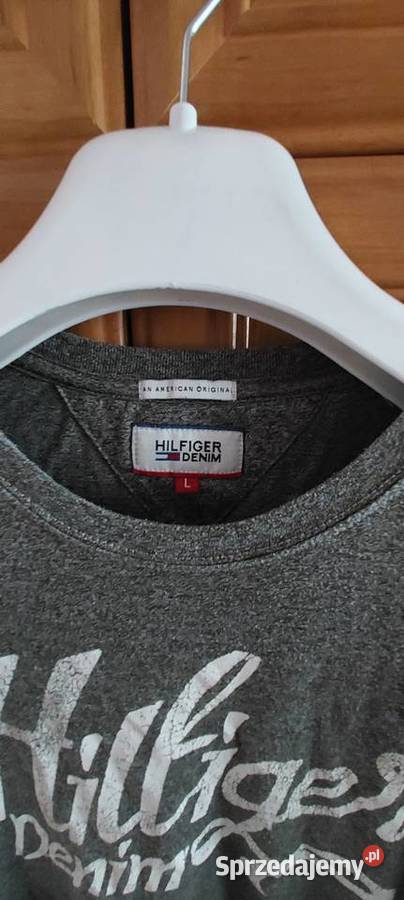 AN AMERICAN ORIGINAL
HILFIGER
DENIM
L
Hilfiger
Denim
Sprzedajemy.pl